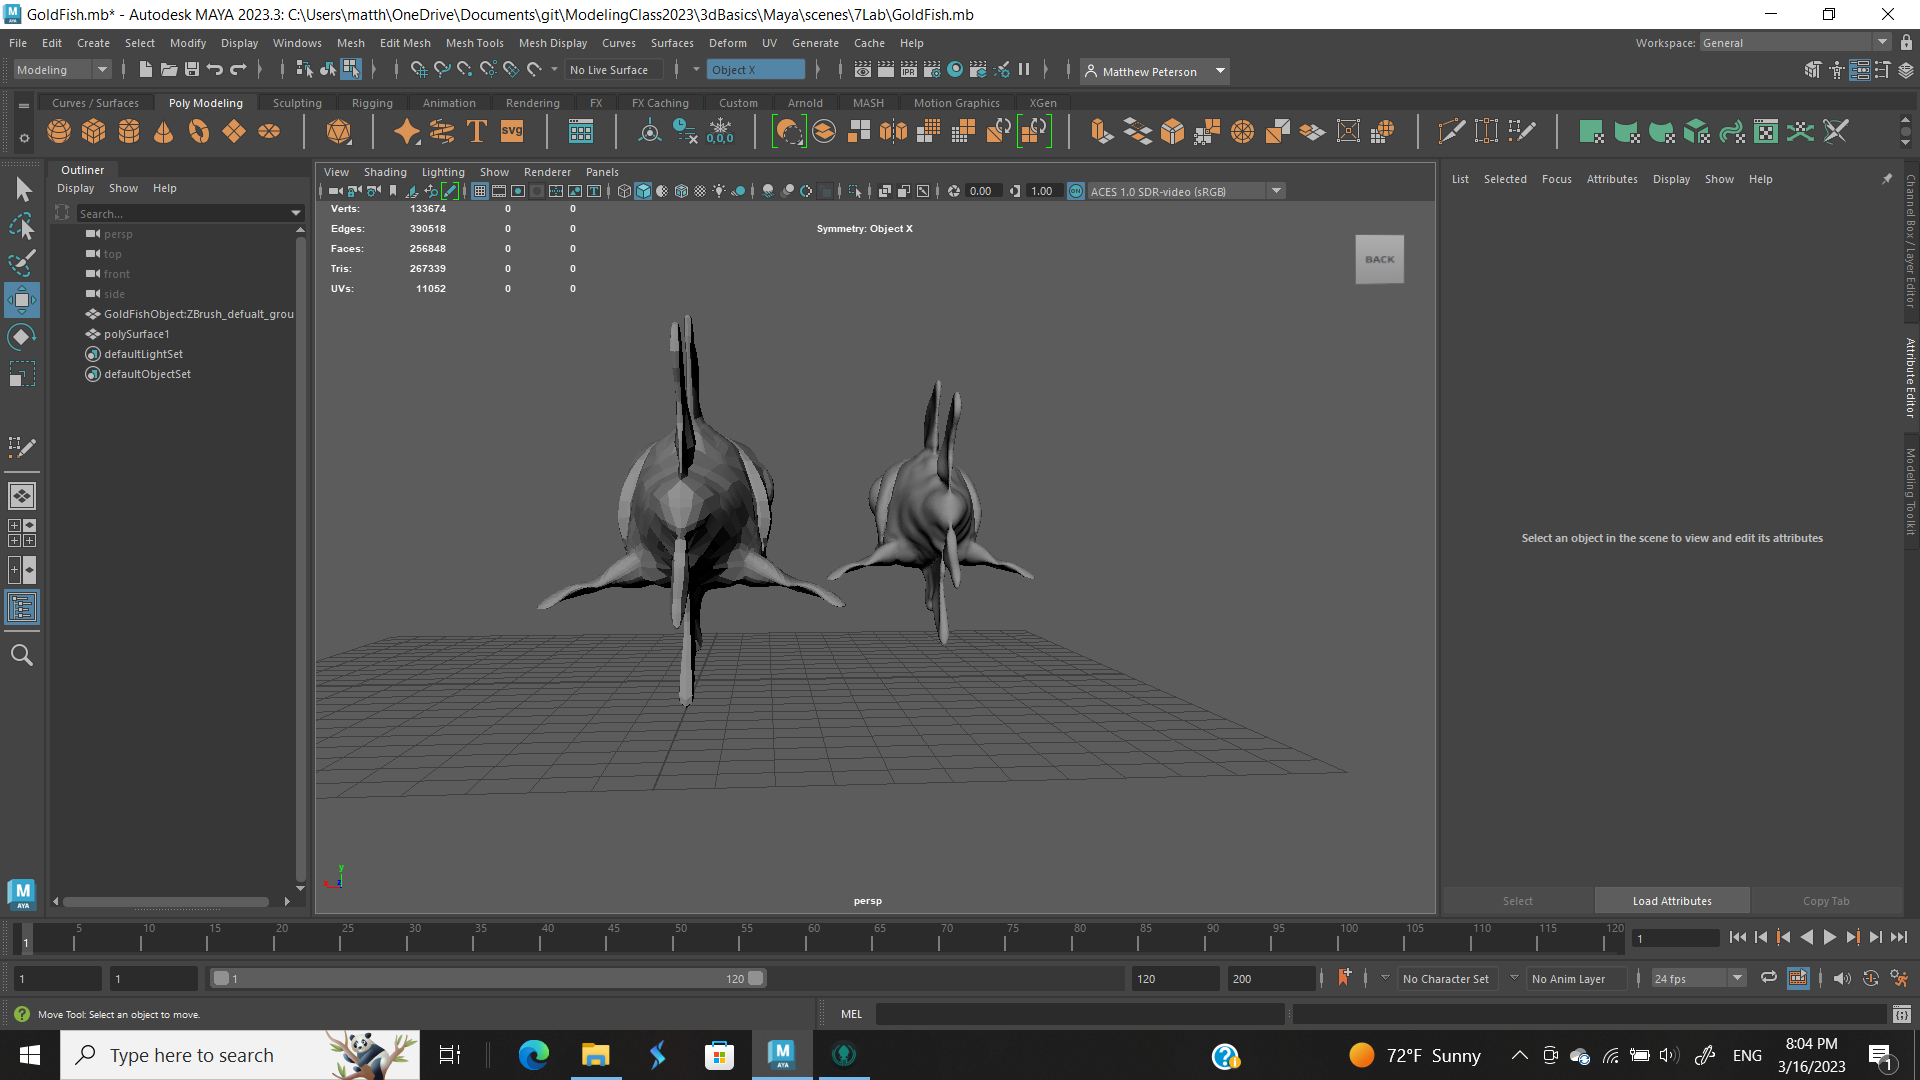 GoldFish.mb* - Autodesk MAYA 2023.3: C:\Users\matth\OneDrive\Documents\git\ModelingClass2023\3dBasics\Maya\scenes\7Lab\GoldFish.mb
File Edit Create Select Modify Display Windows Mesh Edit Mesh Mesh Tools Mesh Display Curves Surfaces Deform UV Generate Cache Help
Workspace: General
Modeling
No Live Surface
Object X
IPR
Matthew Peterson
Curves / Surfaces Poly Modeling Sculpting Rigging Animation Rendering FX FX Caching Custom Arnold MASH Motion Graphics XGen
T
SVG
0,0,0
Outliner
Display Show Help
Search...
persp
top
front
side
GoldFishObject:ZBrush_defualt_grou
polySurface1
defaultLightSet
defaultObjectSet
View Shading Lighting Show Renderer Panels
0.00
1.00
ON
ACES 1.0 SDR-video (sRGB)
Verts: 133674 0 0
Edges: 390518 0 0
Faces: 256848 0 0
Tris: 267339 0 0
UVs: 11052 0 0
Symmetry: Object X
BACK
y
x
z
persp
List Selected Focus Attributes Display Show Help
Select an object in the scene to view and edit its attributes
Select
Load Attributes
Copy Tab
Channel Box / Layer Editor
Attribute Editor
Modeling Toolkit
M
AYA
1
5 10 15 20 25 30 35 40 45 50 55 60 65 70 75 80 85 90 95 100 105 110 115 120
1
1
1
1
120
120
200
No Character Set
No Anim Layer
24 fps
Move Tool: Select an object to move.
MEL
Type here to search
M
AYA
72°F Sunny
ENG
8:04 PM
3/16/2023
1